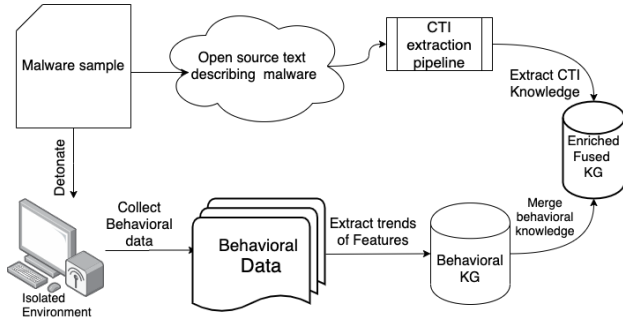 Malware sample
Open source text
describing malware
CTI
extraction
pipeline
Extract CTI
Knowledge
Enriched
Fused
KG
Detonate
Collect
Behavioral
data
Behavioral
Data
Extract trends
of Features
Behavioral
KG
Merge
behavioral
knowledge
Isolated
Environment